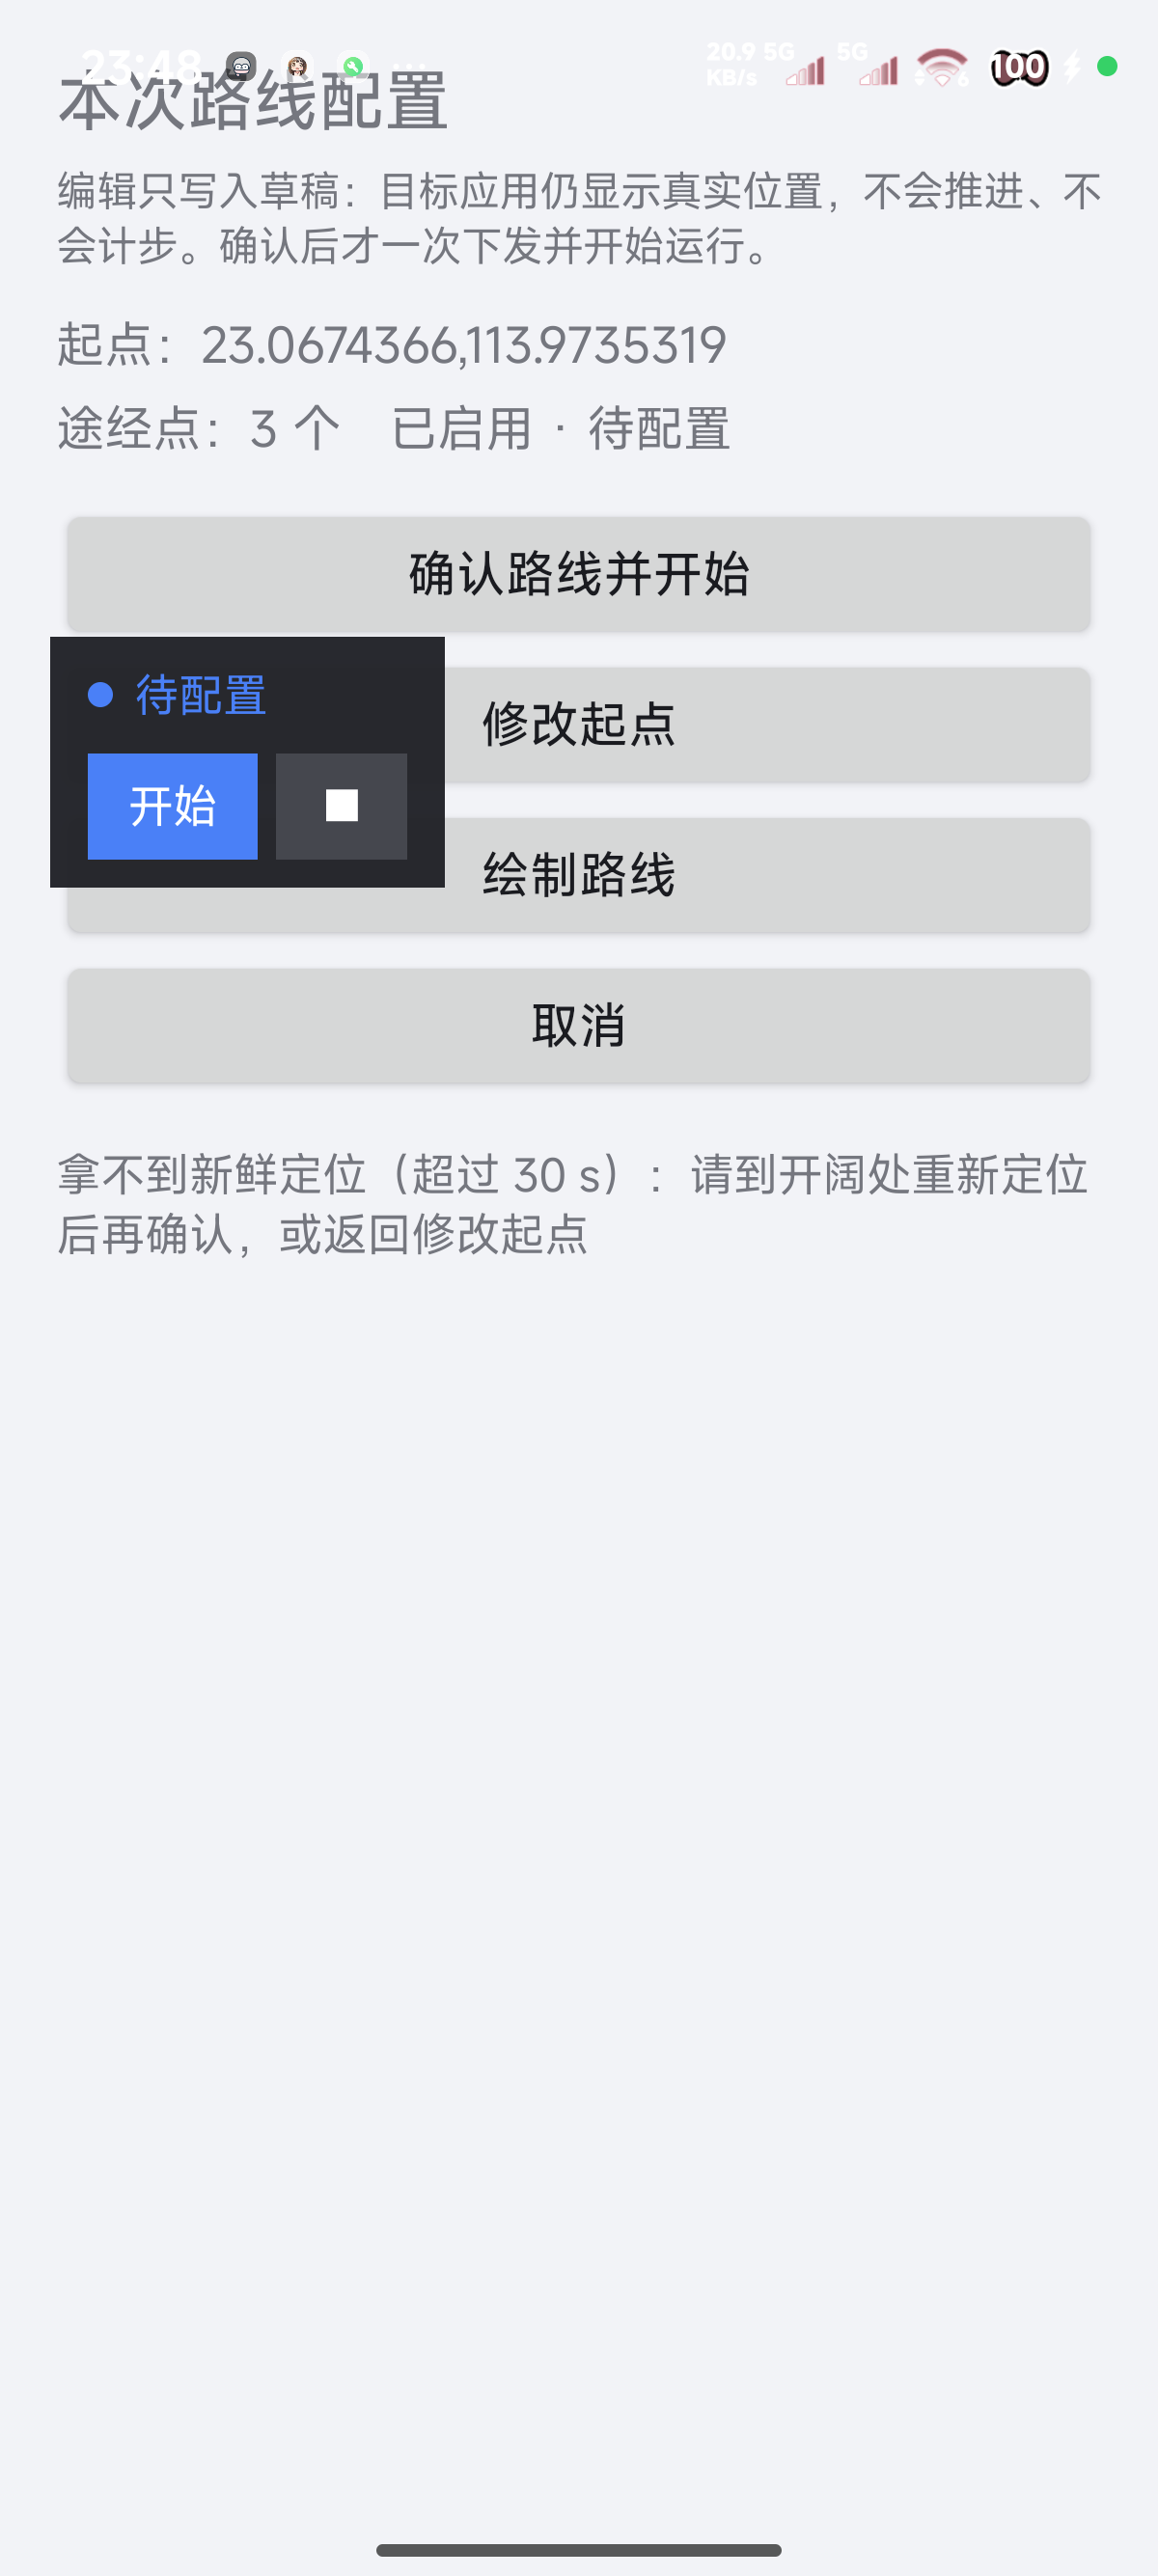 23:48
20.9 5G 5G
KB/s
6
100
本次路线配置
编辑只写入草稿：目标应用仍显示真实位置，不会推进、不
会计步。确认后才一次下发并开始运行。
起点：23.0674366,113.9735319
途经点：3 个　已启用 · 待配置
确认路线并开始
待配置
修改起点
开始
绘制路线
取消
拿不到新鲜定位（超过 30 s）：请到开阔处重新定位
后再确认，或返回修改起点